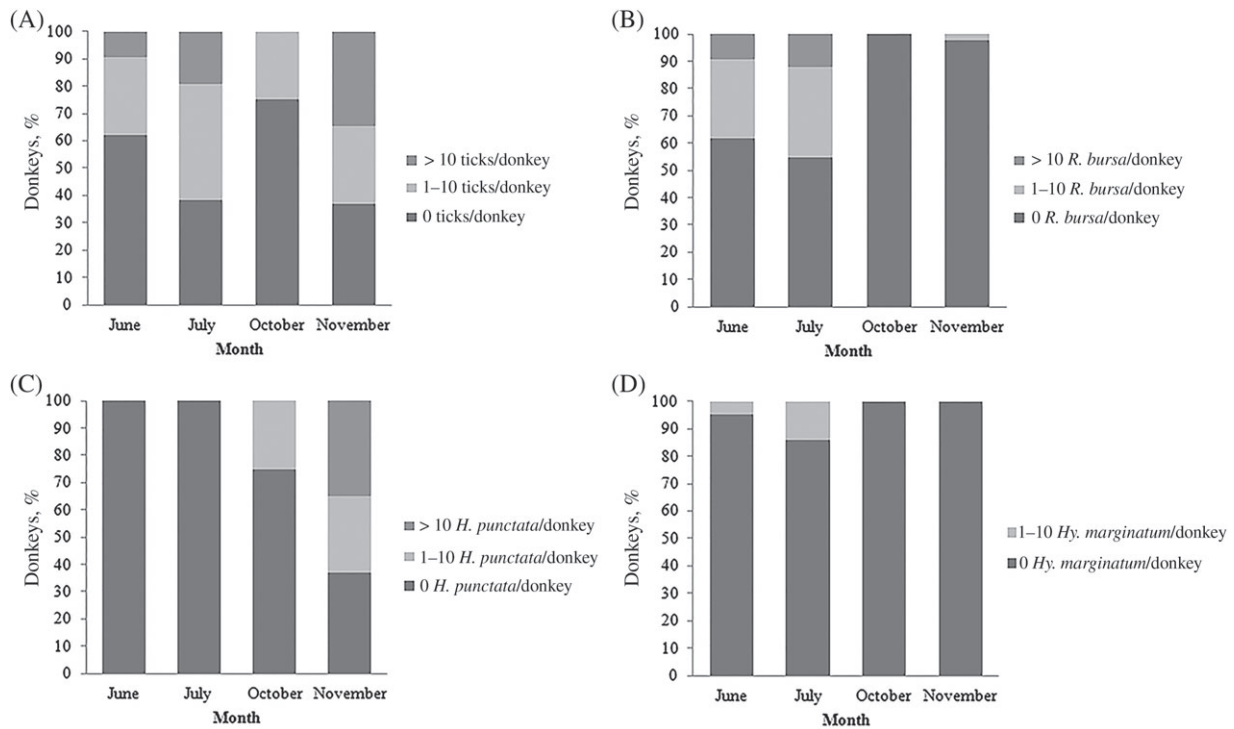 (A)
Donkeys, %
100
90
80
70
60
50
40
30
20
10
0
June July October November
Month
> 10 ticks/donkey
1–10 ticks/donkey
0 ticks/donkey
(B)
Donkeys, %
100
90
80
70
60
50
40
30
20
10
0
June July October November
Month
> 10 R. bursa/donkey
1–10 R. bursa/donkey
0 R. bursa/donkey
(C)
Donkeys, %
100
90
80
70
60
50
40
30
20
10
0
June July October November
Month
> 10 H. punctata/donkey
1–10 H. punctata/donkey
0 H. punctata/donkey
(D)
Donkeys, %
100
90
80
70
60
50
40
30
20
10
0
June July October November
Month
1–10 Hy. marginatum/donkey
0 Hy. marginatum/donkey